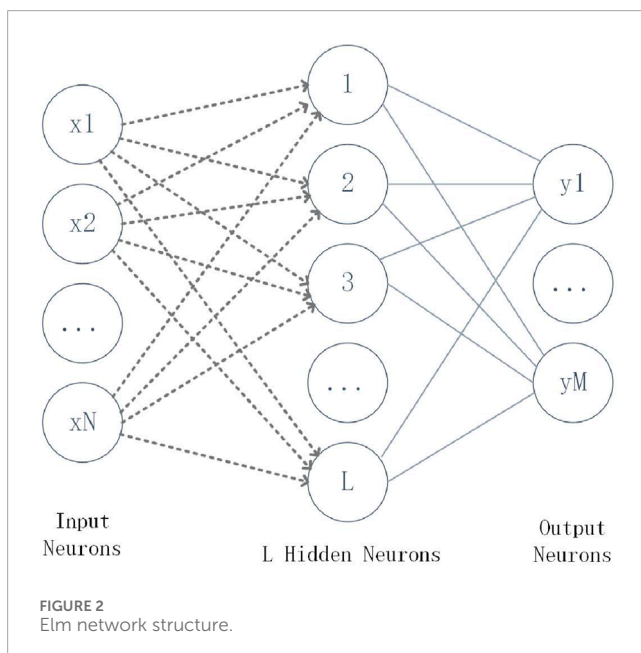 x1
x2
...
xN
Input
Neurons
1
2
3
...
L
L Hidden Neurons
y1
...
yM
Output
Neurons
FIGURE 2
Elm network structure.